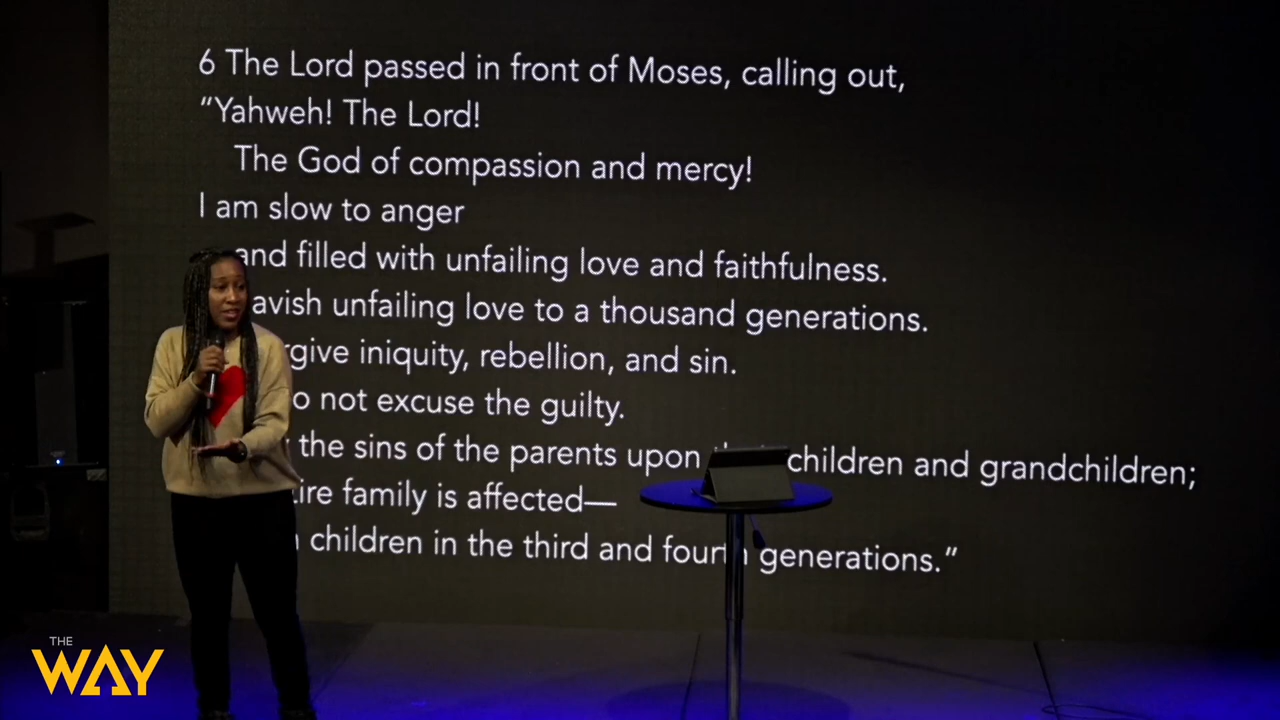 6 The Lord passed in front of Moses, calling out,
“Yahweh! The Lord!
The God of compassion and mercy!
I am slow to anger
and filled with unfailing love and faithfulness.
avish unfailing love to a thousand generations.
rgive iniquity, rebellion, and sin.
o not excuse the guilty.
the sins of the parents upon children and grandchildren;
ire family is affected—
children in the third and fourth generations.”
THE
WAY